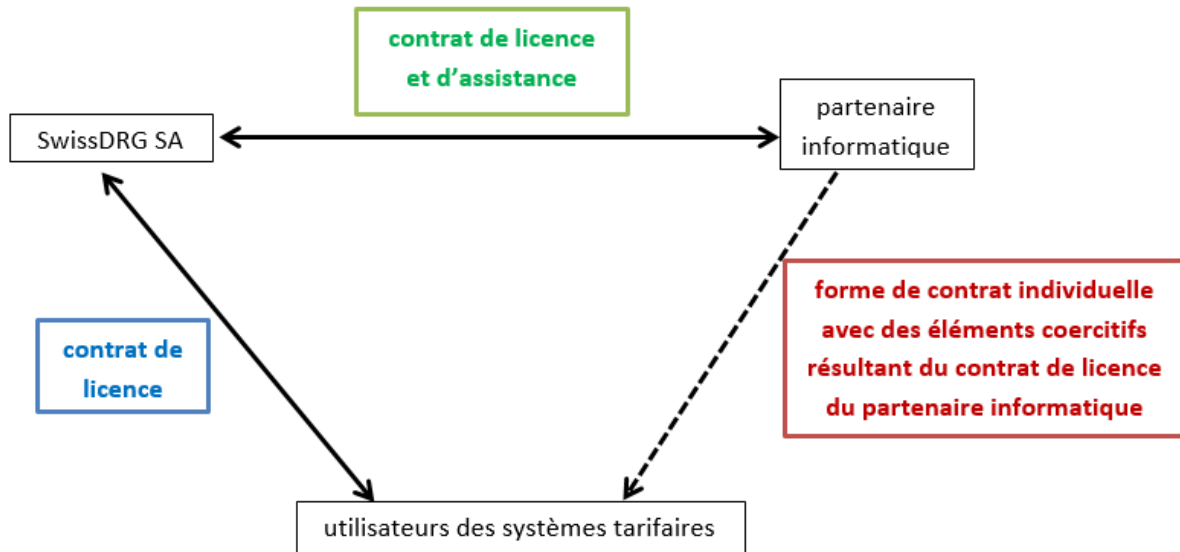 contrat de licence
et d'assistance
SwissDRG SA
partenaire
informatique
contrat de
licence
forme de contrat individuelle
avec des éléments coercitifs
résultant du contrat de licence
du partenaire informatique
utilisateurs des systèmes tarifaires